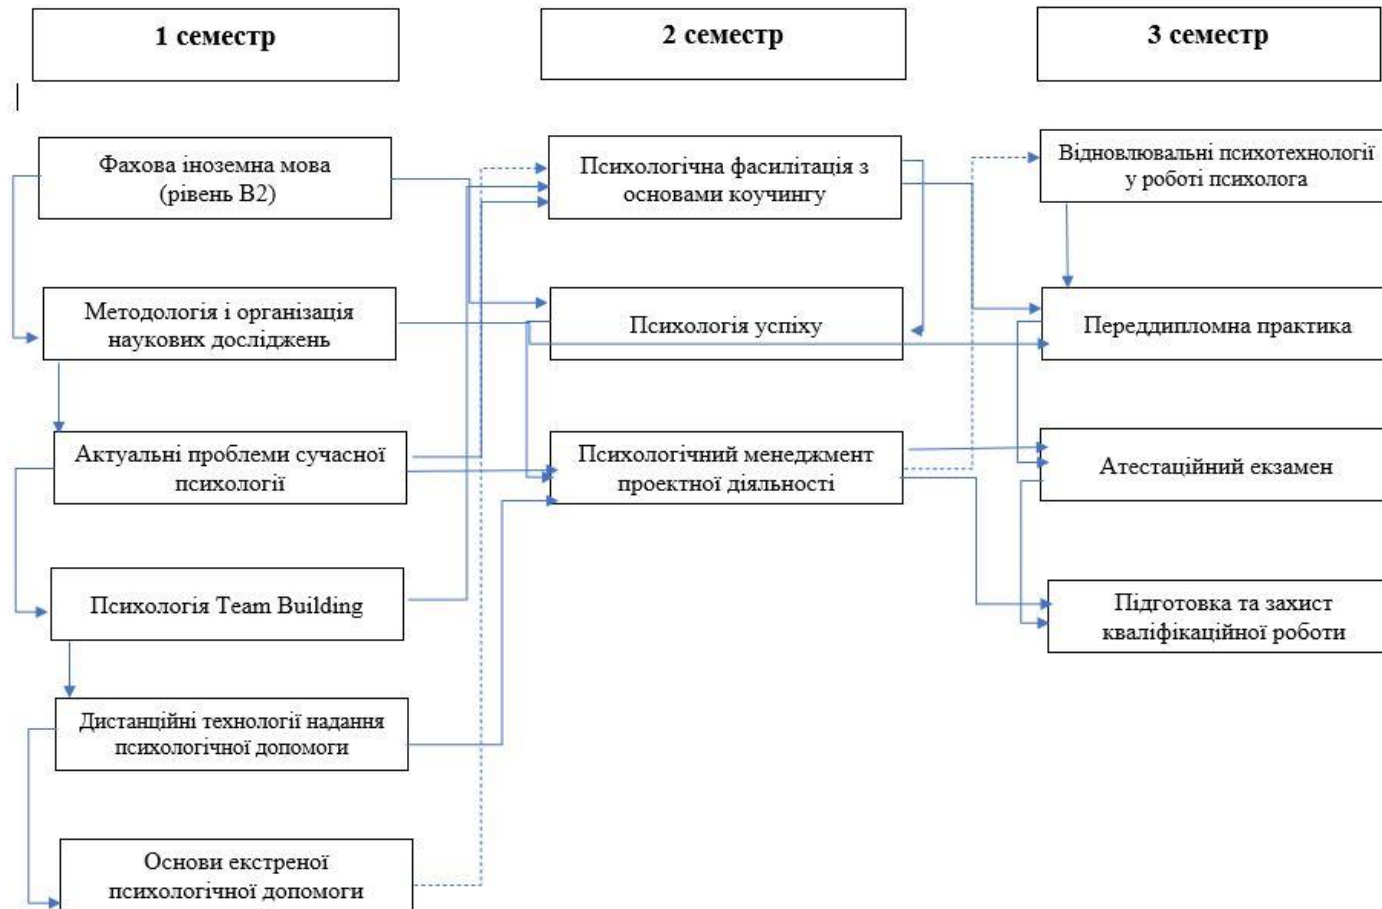 1 семестр
2 семестр
3 семестр
Фахова іноземна мова
(рівень В2)
Методологія і організація
наукових досліджень
Актуальні проблеми сучасної
психології
Психологія Team Building
Дистанційні технології надання
психологічної допомоги
Основи екстреної
психологічної допомоги
Психологічна фасилітація з
основами коучингу
Психологія успіху
Психологічний менеджмент
проектної діяльності
Відновлювальні психотехнології
у роботі психолога
Переддипломна практика
Атестаційний екзамен
Підготовка та захист
кваліфікаційної роботи